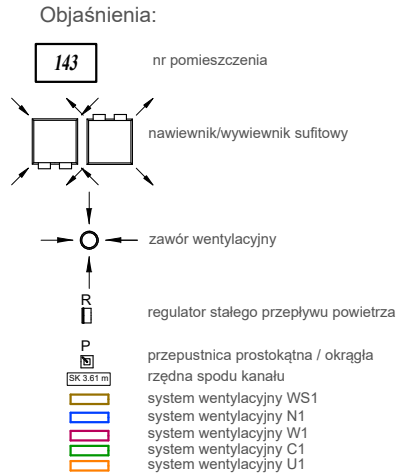 Objaśnienia:
143 nr pomieszczenia
nawiewnik/wywiewnik sufitowy
zawór wentylacyjny
R
regulator stałego przepływu powietrza
P
przepustnica prostokątna / okrągła
SK 3.61 m rzędna spodu kanału
system wentylacyjny WS1
system wentylacyjny N1
system wentylacyjny W1
system wentylacyjny C1
system wentylacyjny U1